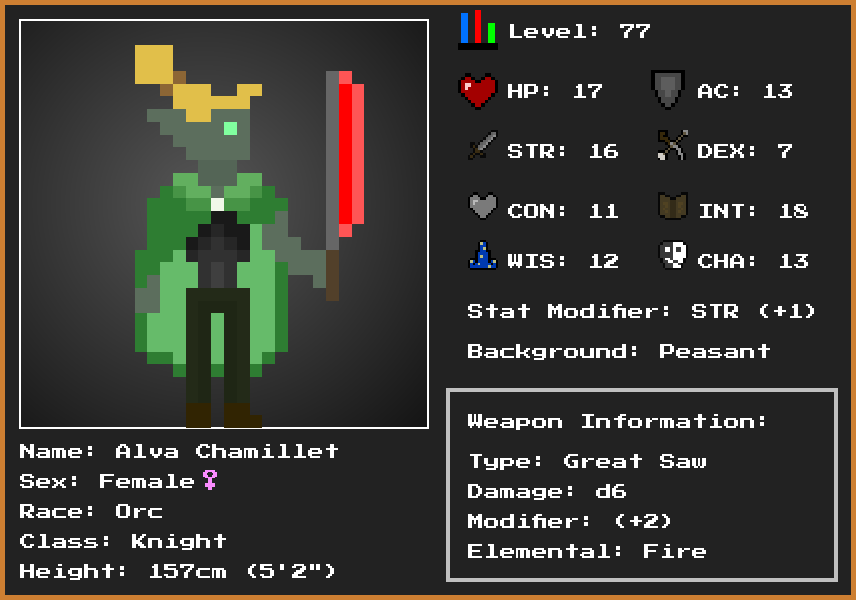 Level: 77
HP: 17 AC: 13
STR: 16 DEX: 7
CON: 11 INT: 18
WIS: 12 CHA: 13
Stat Modifier: STR (+1)
Background: Peasant
Weapon Information:
Type: Great Saw
Damage: d6
Modifier: (+2)
Elemental: Fire
Name: Alva Chamillet
Sex: Female♀
Race: Orc
Class: Knight
Height: 157cm (5'2")